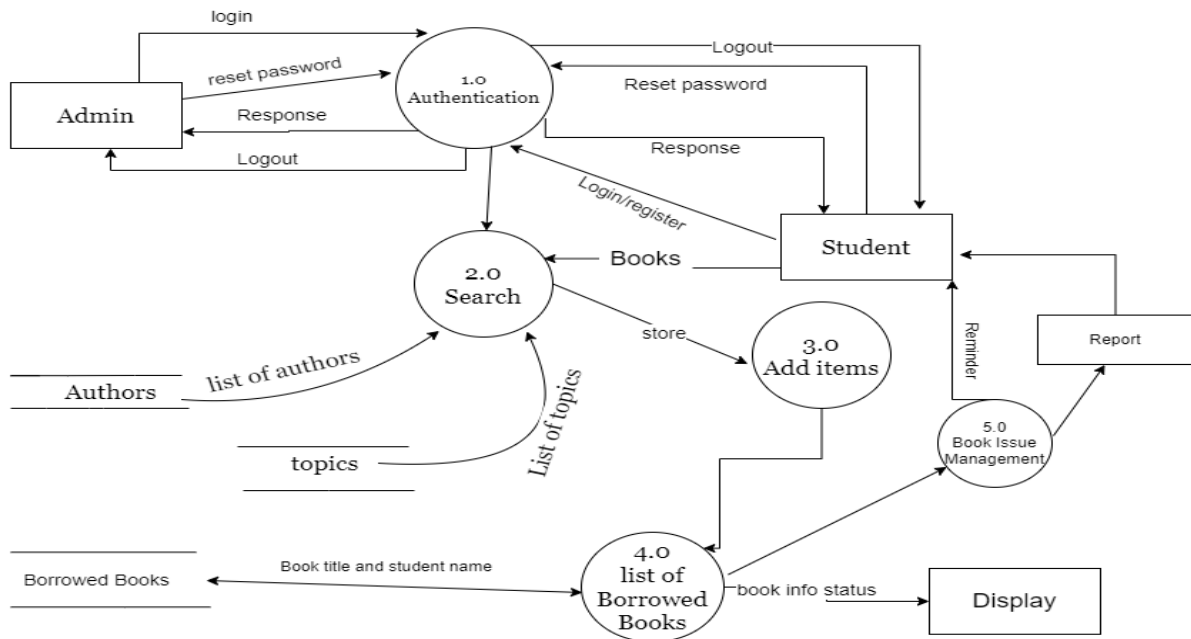 login
Logout
reset password
Reset password
1.0
Authentication
Admin
Response
Response
Logout
Login/register
Student
Books
2.0
Search
store
3.0
Add items
Reminder
Report
list of authors
Authors
List of topics
topics
5.0
Book Issue
Management
4.0
list of
Borrowed
Books
Book title and student name
Borrowed Books
book info status
Display